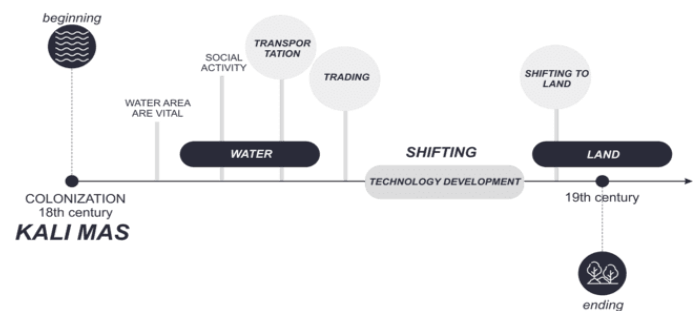 beginning
TRANSPOR
TATION
SOCIAL
ACTIVITY
TRADING
SHIFTING TO
LAND
WATER AREA
ARE VITAL
WATER
SHIFTING
LAND
TECHNOLOGY DEVELOPMENT
COLONIZATION
18th century
KALI MAS
19th century
ending